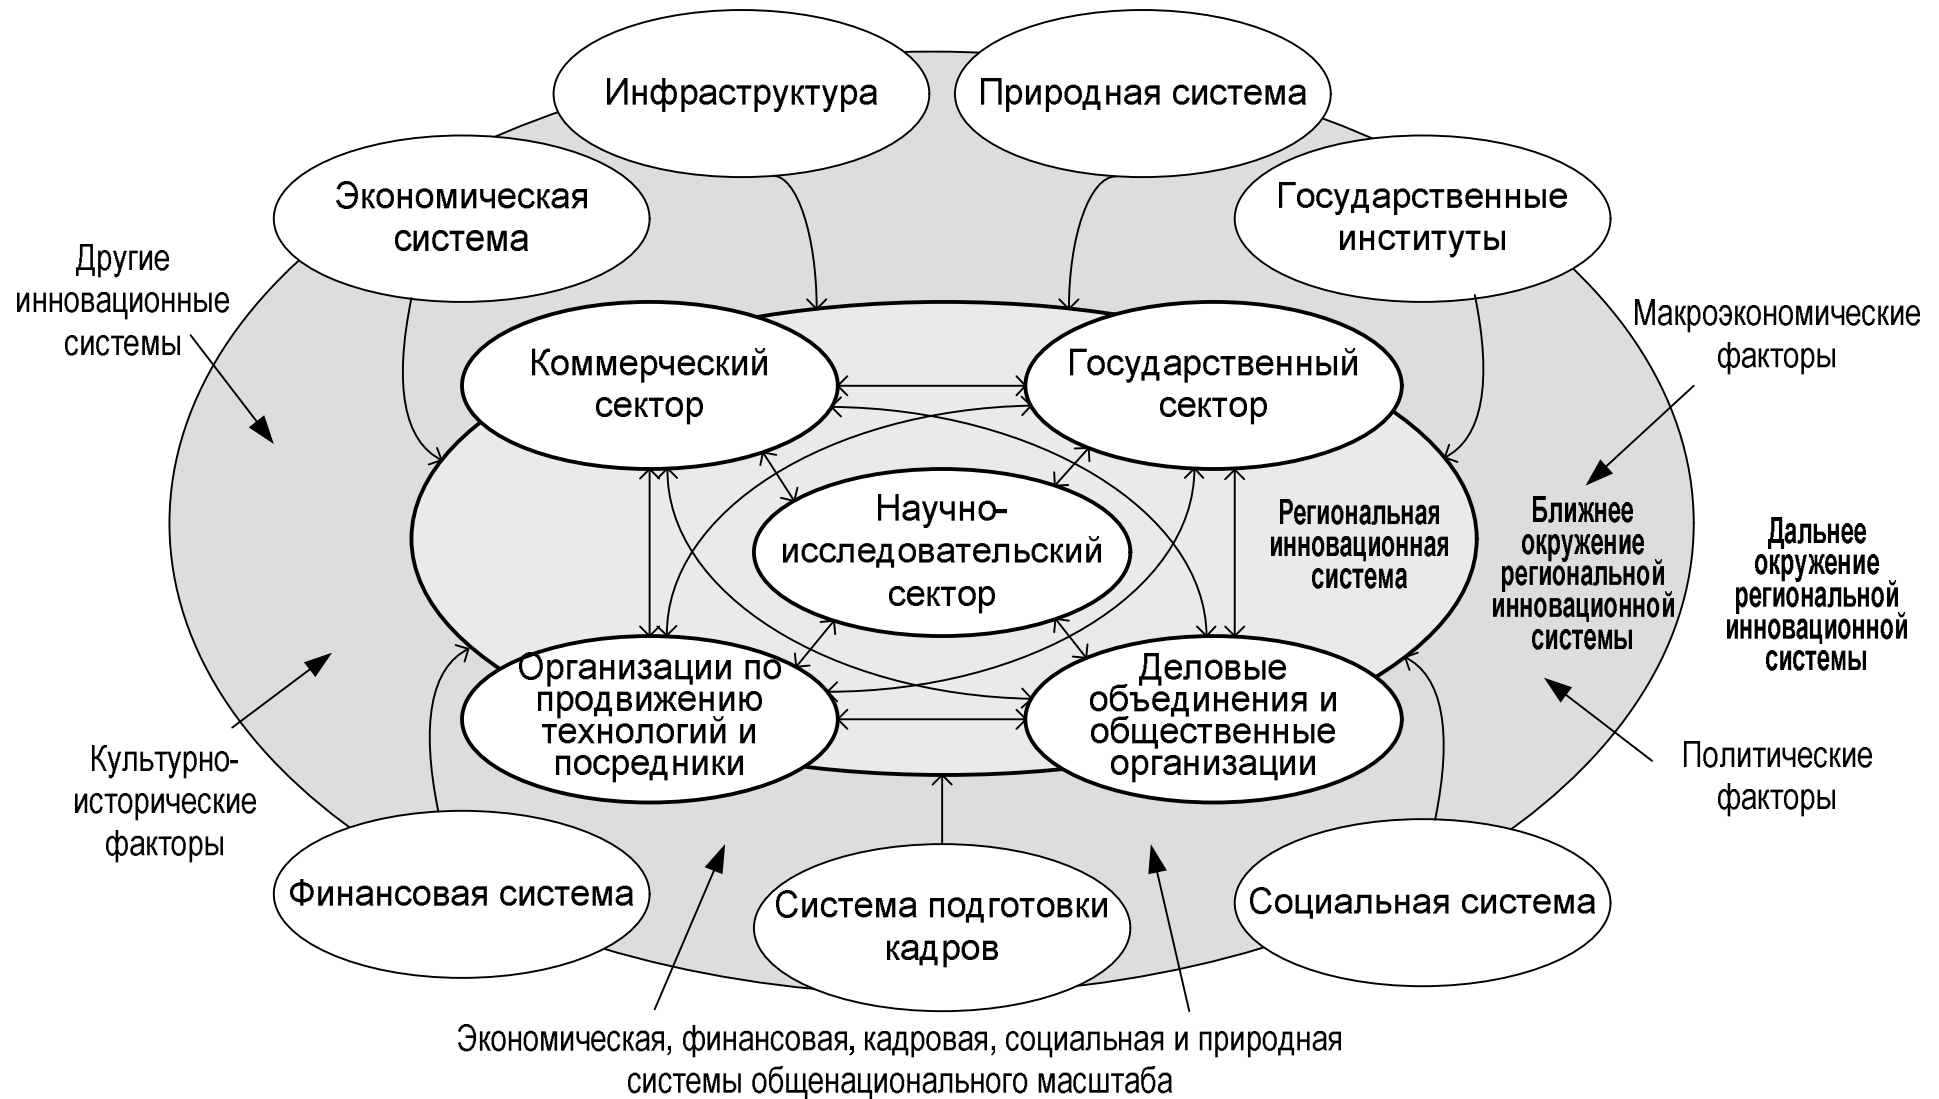 Инфраструктура
Природная система
Экономическая
система
Государственные
институты
Другие
инновационные
системы
Макроэкономические
факторы
Коммерческий
сектор
Государственный
сектор
Научно-
исследовательский
сектор
Региональная
инновационная
система
Ближнее
окружение
региональной
инновационной
системы
Дальнее
окружение
региональной
инновационной
системы
Организации по
продвижению
технологий и
посредники
Деловые
объединения и
общественные
организации
Культурно-
исторические
факторы
Политические
факторы
Финансовая система
Система подготовки
кадров
Социальная система
Экономическая, финансовая, кадровая, социальная и природная
системы общенационального масштаба